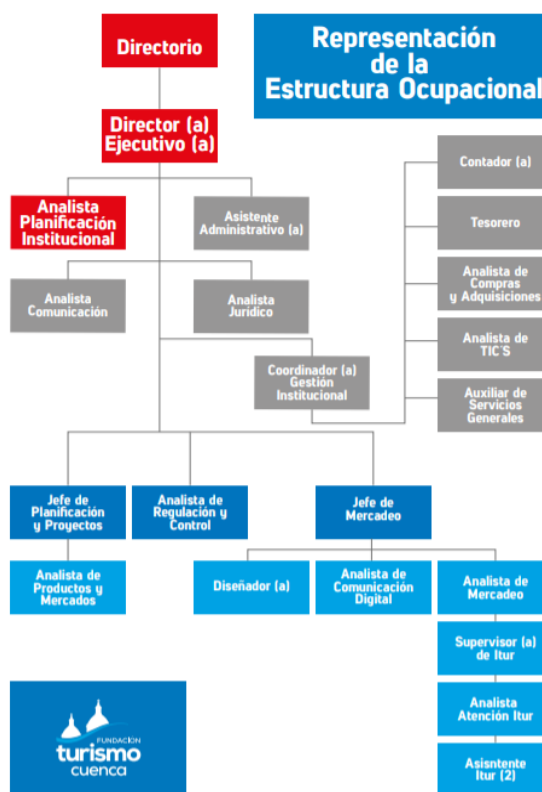 Directorio
Representación
de la
Estructura Ocupacional
Director (a)
Ejecutivo (a)
Contador (a)
Analista
Planificación
Institucional
Asistente
Administrativo (a)
Tesorero
Analista
Comunicación
Analista
Jurídico
Analista de
Compras
y Adquisiciones
Analista de
TIC´S
Coordinador (a)
Gestión
Institucional
Auxiliar de
Servicios
Generales
Jefe de
Planificación
y Proyectos
Analista de
Regulación y
Control
Jefe de
Mercadeo
Analista de
Productos y
Mercados
Diseñador (a)
Analista de
Comunicación
Digital
Analista de
Mercadeo
Supervisor (a)
de Itur
Analista
Atención Itur
Asisntente
Itur (2)
FUNDACIÓN
turismo
cuenca